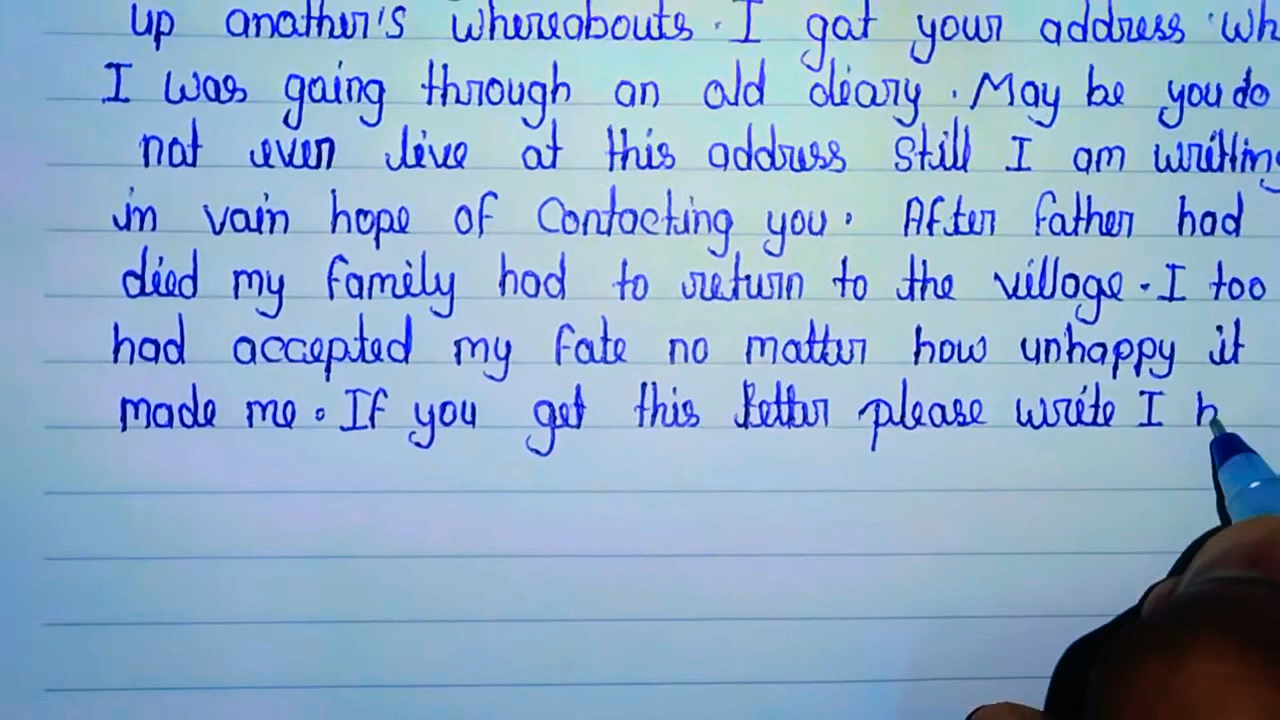 up another's whereabouts. I got your address wh
I was going through an old diary. May be you do
not even live at this address still I am writting
in vain hope of Contacting you. After father had
died my family had to return to the village. I too
had accepted my fate no matter how unhappy it
made me. If you get this letter please write I h